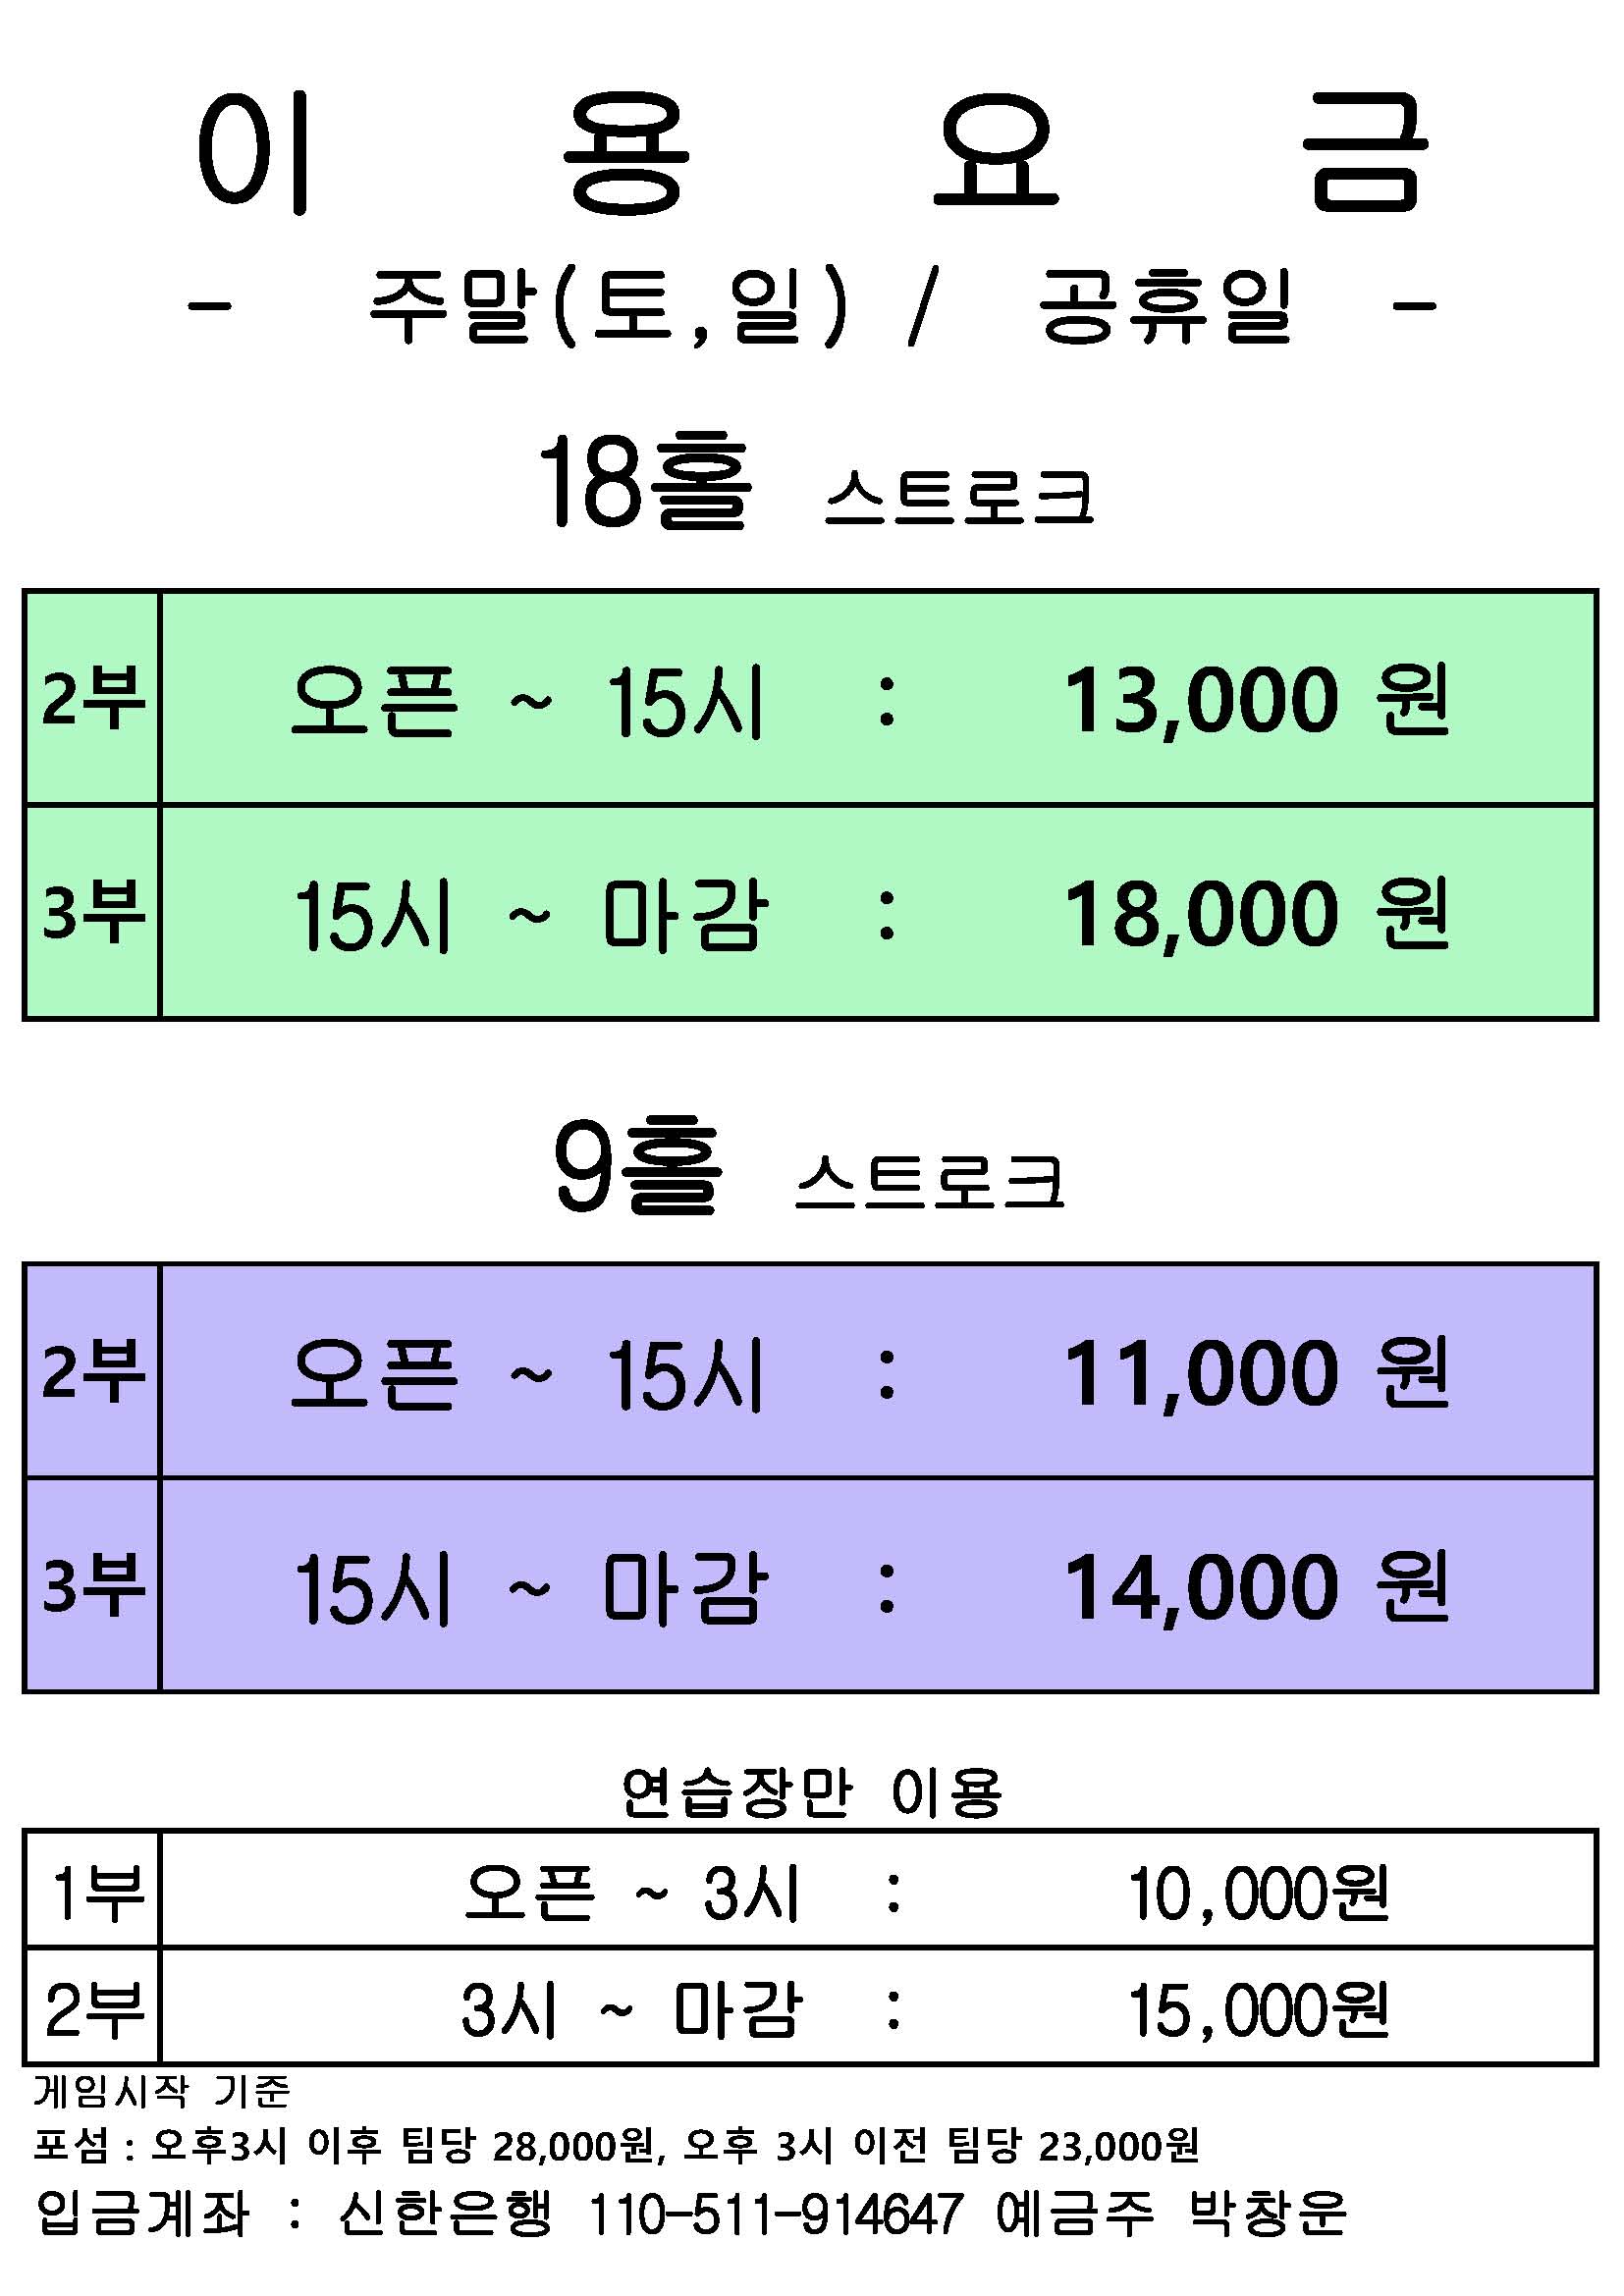 이 용 요 금
- 주말(토,일) / 공휴일 -
18홀 스트로크
2부 오픈 ~ 15시 : 13,000 원
3부 15시 ~ 마감 : 18,000 원
9홀 스트로크
2부 오픈 ~ 15시 : 11,000 원
3부 15시 ~ 마감 : 14,000 원
연습장만 이용
1부 오픈 ~ 3시 : 10,000원
2부 3시 ~ 마감 : 15,000원
게임시작 기준
포섬 : 오후3시 이후 팀당 28,000원, 오후 3시 이전 팀당 23,000원
입금계좌 : 신한은행 110-511-914647 예금주 박창운